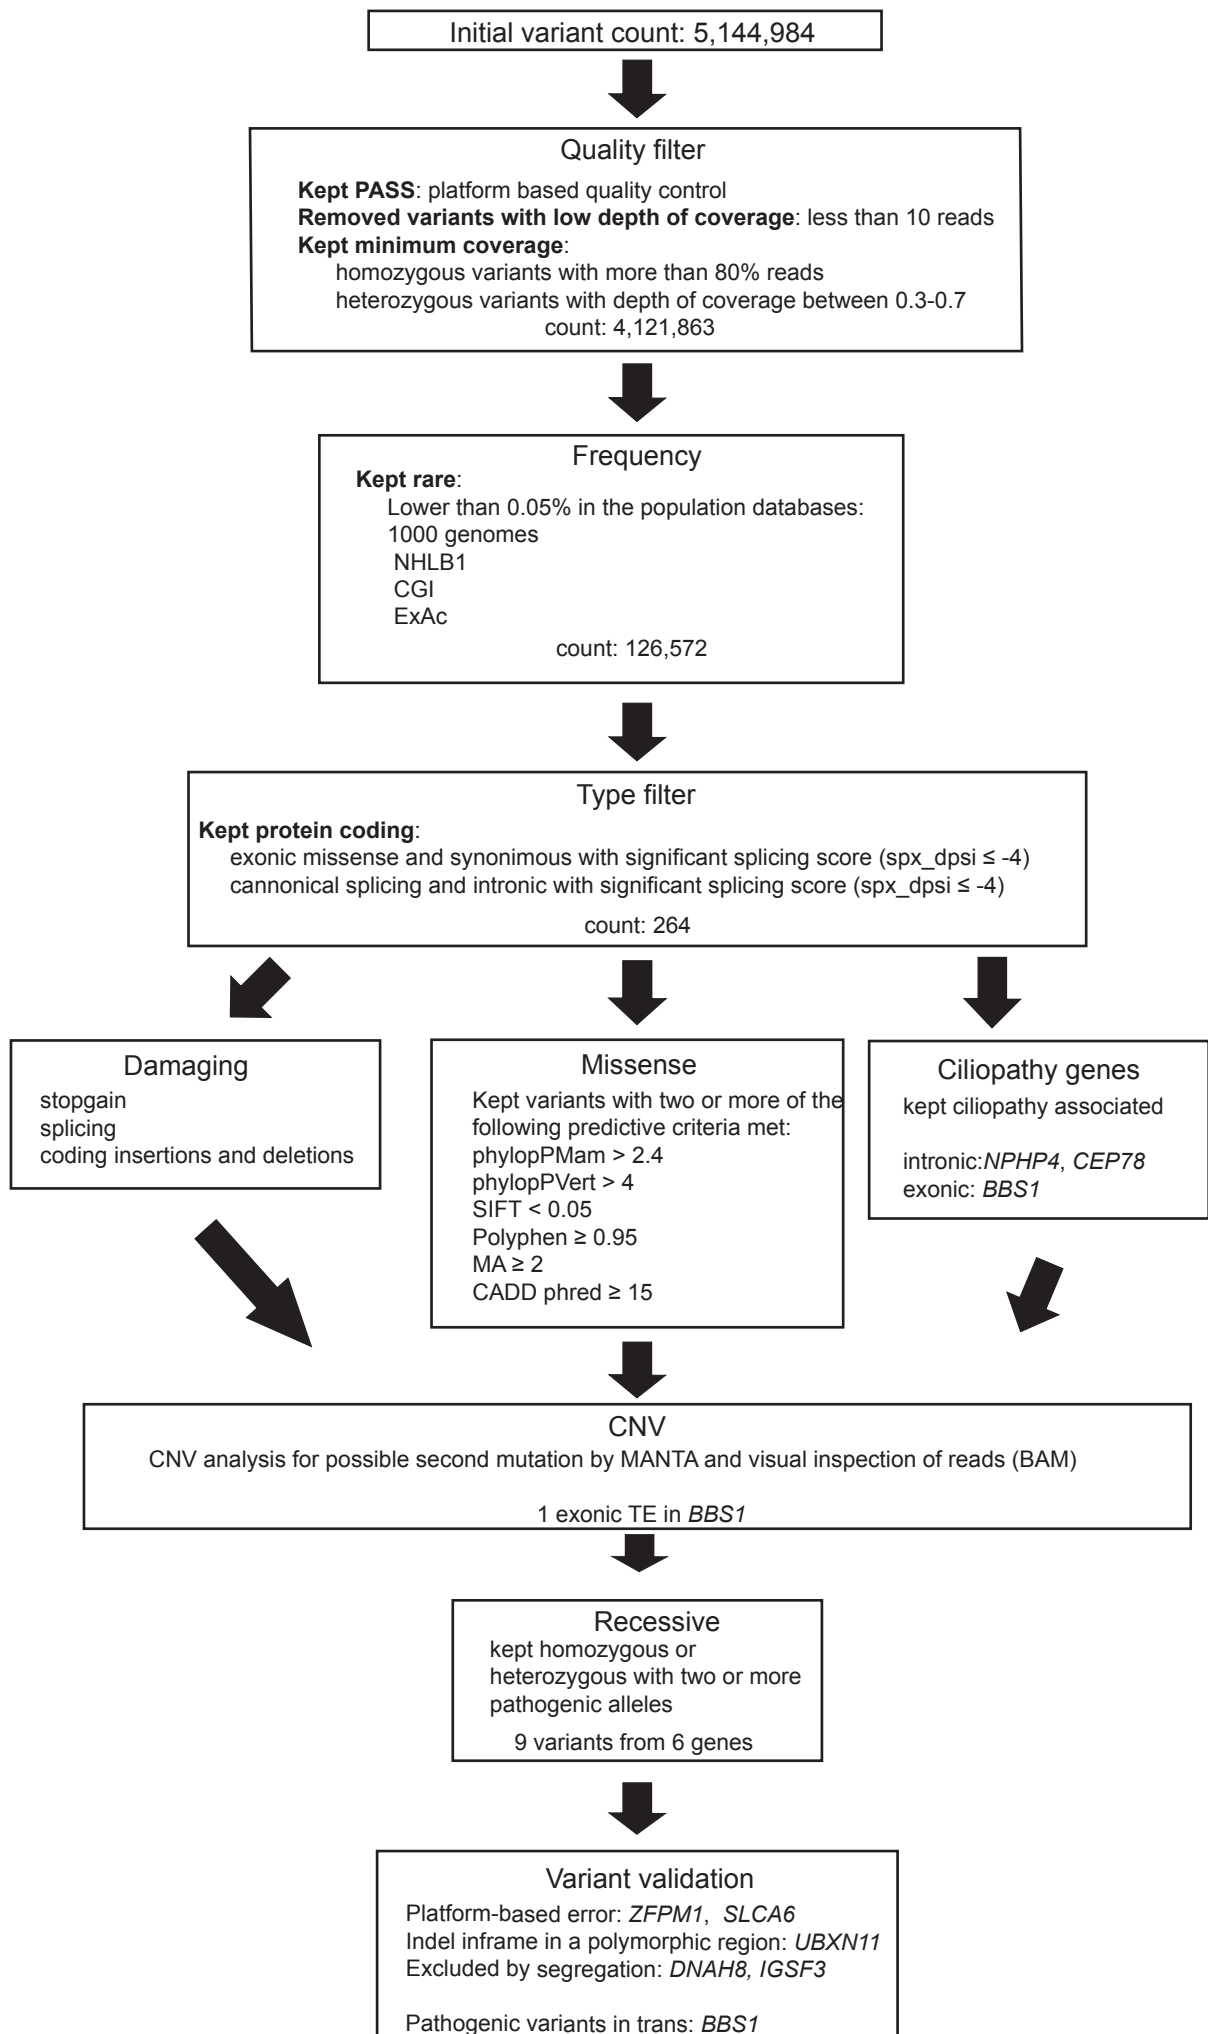 Initial variant count: 5,144,984
Quality filter
Kept PASS: platform based quality control
Removed variants with low depth of coverage: less than 10 reads
Kept minimum coverage:
homozygous variants with more than 80% reads
heterozygous variants with depth of coverage between 0.3-0.7
count: 4,121,863
Frequency
Kept rare:
Lower than 0.05% in the population databases:
1000 genomes
NHLB1
CGI
ExAc
count: 126,572
Type filter
Kept protein coding:
exonic missense and synonimous with significant splicing score (spx_dpsi ≤ -4)
cannonical splicing and intronic with significant splicing score (spx_dpsi ≤ -4)
count: 264
Damaging
stopgain
splicing
coding insertions and deletions
Missense
Kept variants with two or more of the
following predictive criteria met:
phylopPMam > 2.4
phylopPVert > 4
SIFT < 0.05
Polyphen ≥ 0.95
MA ≥ 2
CADD phred ≥ 15
Ciliopathy genes
kept ciliopathy associated
intronic:NPHP4, CEP78
exonic: BBS1
CNV
CNV analysis for possible second mutation by MANTA and visual inspection of reads (BAM)
1 exonic TE in BBS1
Recessive
kept homozygous or
heterozygous with two or more
pathogenic alleles
9 variants from 6 genes
Variant validation
Platform-based error: ZFPM1, SLCA6
Indel inframe in a polymorphic region: UBXN11
Excluded by segregation: DNAH8, IGSF3
Pathogenic variants in trans: BBS1